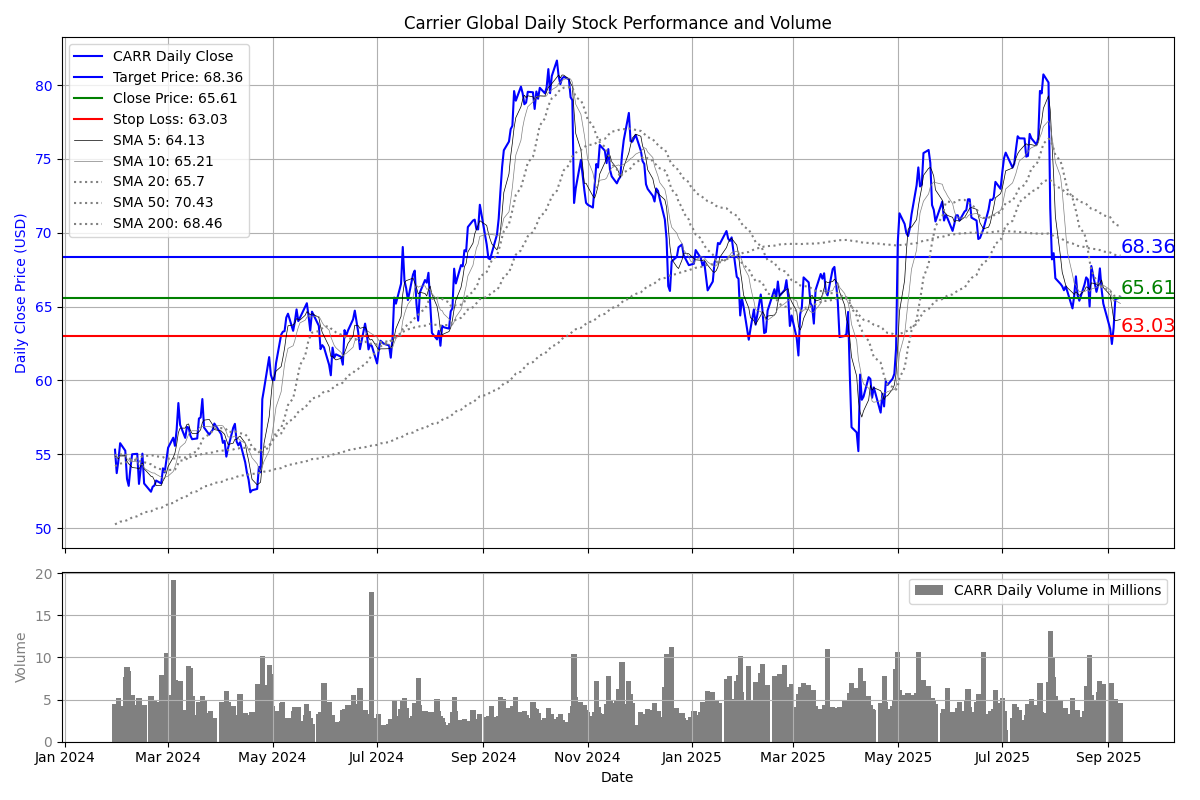 Carrier Global Daily Stock Performance and Volume
CARR Daily Close
Target Price: 68.36
Close Price: 65.61
Stop Loss: 63.03
SMA 5: 64.13
SMA 10: 65.21
SMA 20: 65.7
SMA 50: 70.43
SMA 200: 68.46
Daily Close Price (USD)
80
75
70
65
60
55
50
68.36
65.61
63.03
CARR Daily Volume in Millions
Volume
20
15
10
5
0
Jan 2024 Mar 2024 May 2024 Jul 2024 Sep 2024 Nov 2024 Jan 2025 Mar 2025 May 2025 Jul 2025 Sep 2025
Date